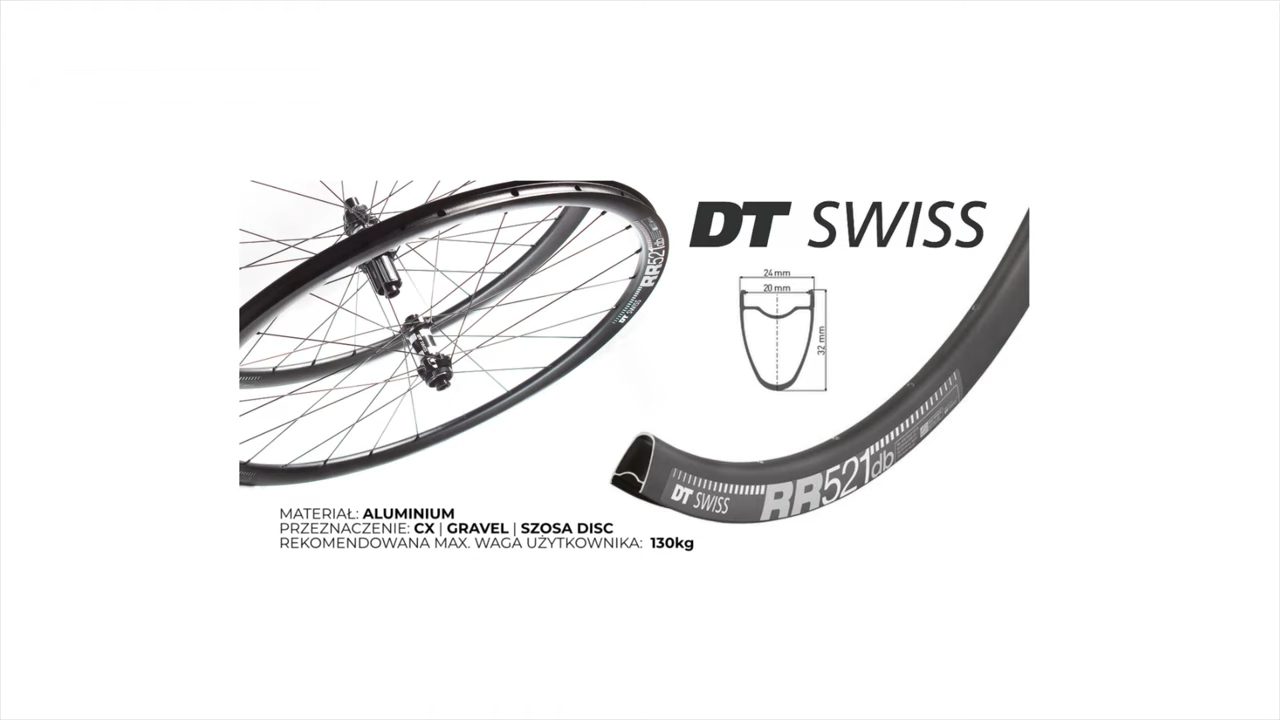 DT SWISS
24 mm
20 mm
32 mm
RR521db
DT SWISS
DT SWISS RR521db
MATERIAŁ: ALUMINIUM
PRZEZNACZENIE: CX | GRAVEL | SZOSA DISC
REKOMENDOWANA MAX. WAGA UŻYTKOWNIKA: 130kg